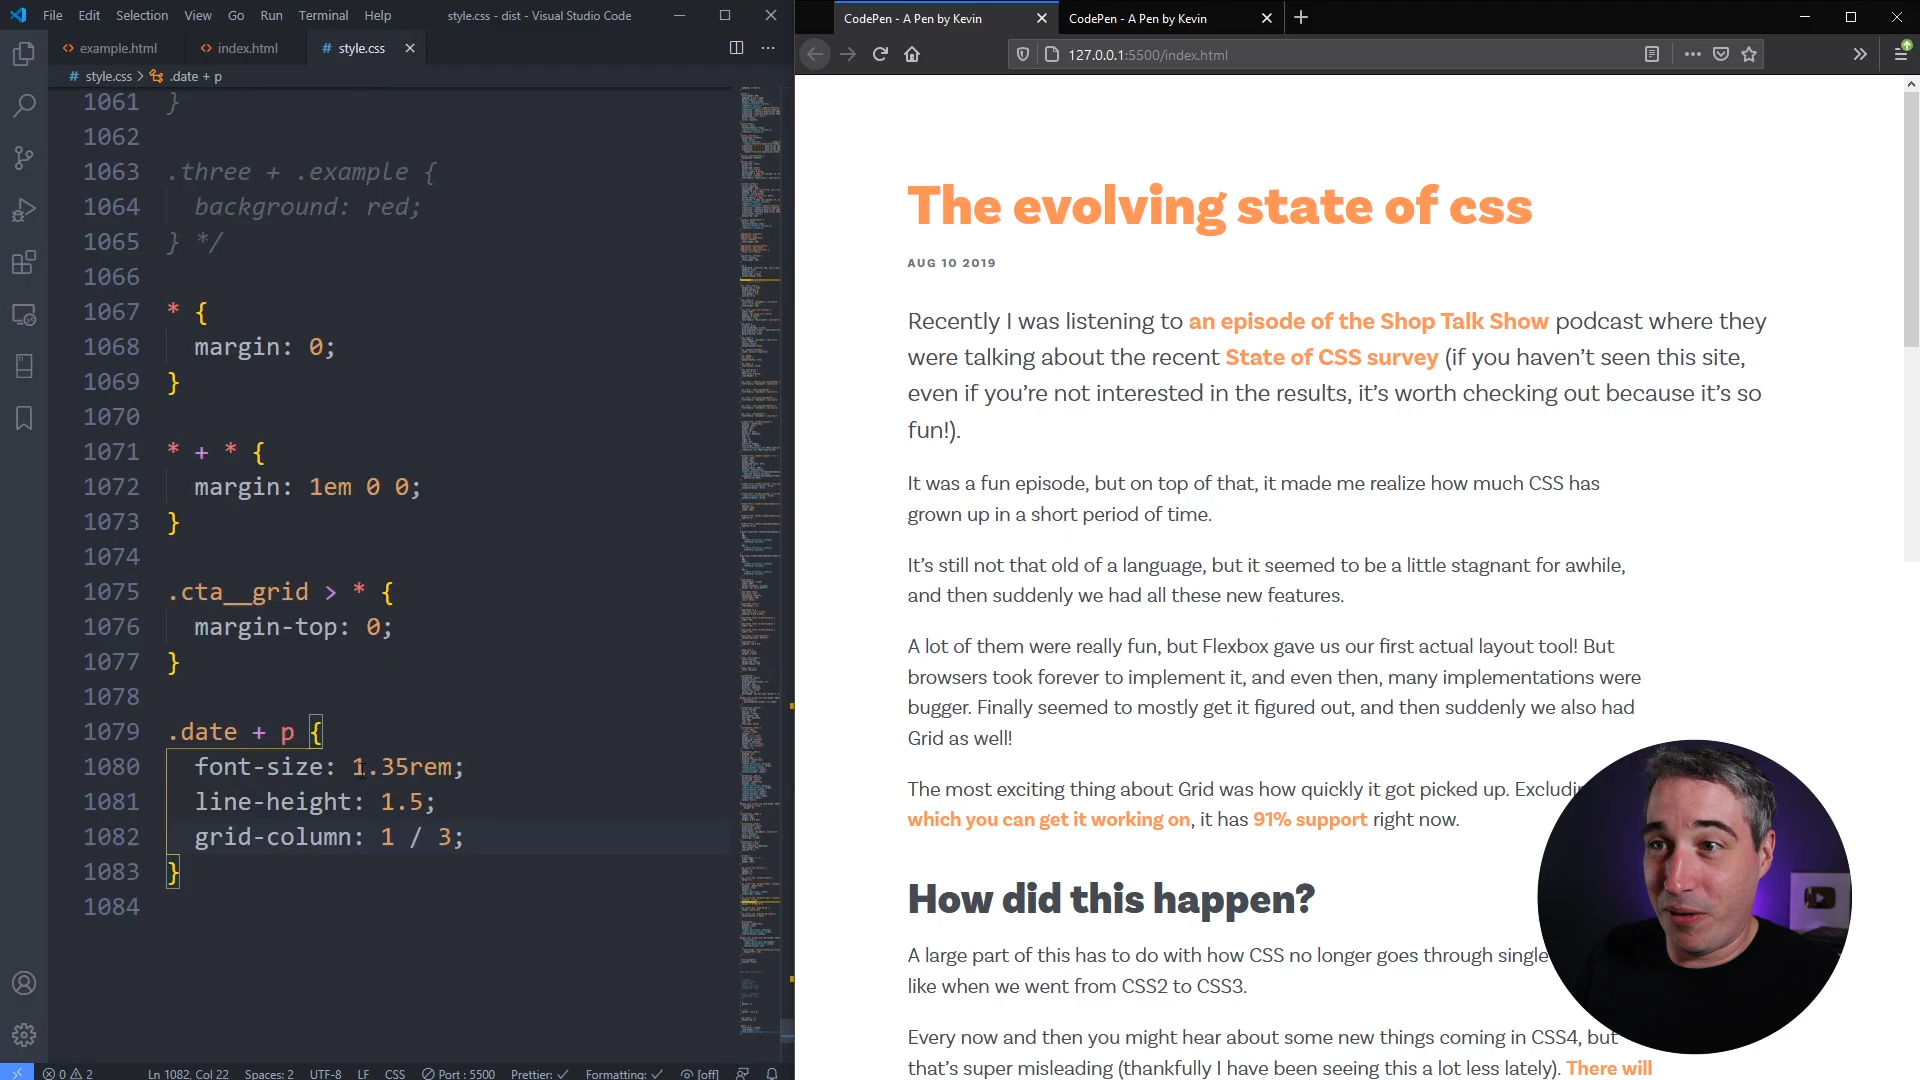 File Edit Selection View Go Run Terminal Help style.css - dist - Visual Studio Code
example.html index.html # style.css
# style.css > .date + p
1061 }
1062
1063 .three + .example {
1064 background: red;
1065 } */
1066
1067 * {
1068 margin: 0;
1069 }
1070
1071 * + * {
1072 margin: 1em 0 0;
1073 }
1074
1075 .cta__grid > * {
1076 margin-top: 0;
1077 }
1078
1079 .date + p {
1080 font-size: 1.35rem;
1081 line-height: 1.5;
1082 grid-column: 1 / 3;
1083 }
1084
0 2 Ln 1082, Col 22 Spaces: 2 UTF-8 LF CSS Port : 5500 Prettier: ✓ Formatting: ✓ [off]
CodePen - A Pen by Kevin CodePen - A Pen by Kevin
127.0.0.1:5500/index.html
The evolving state of css
AUG 10 2019
Recently I was listening to an episode of the Shop Talk Show podcast where they
were talking about the recent State of CSS survey (if you haven't seen this site,
even if you're not interested in the results, it's worth checking out because it's so
fun!).
It was a fun episode, but on top of that, it made me realize how much CSS has
grown up in a short period of time.
It's still not that old of a language, but it seemed to be a little stagnant for awhile,
and then suddenly we had all these new features.
A lot of them were really fun, but Flexbox gave us our first actual layout tool! But
browsers took forever to implement it, and even then, many implementations were
bugger. Finally seemed to mostly get it figured out, and then suddenly we also had
Grid as well!
The most exciting thing about Grid was how quickly it got picked up.
which you can get it working on, it has 91% support right now.
How did this happen?
A large part of this has to do with how CSS no longer goes through single
like when we went from CSS2 to CSS3.
Every now and then you might hear about some new things coming in CSS4, but
that's super misleading (thankfully I have been seeing this a lot less lately). There will